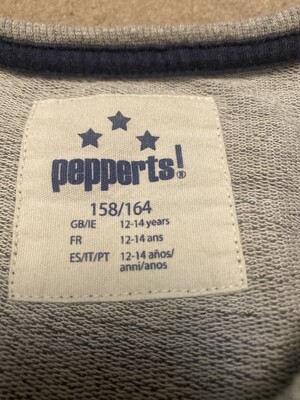 pepperts!®
158/164
GB/IE 12-14 years
FR 12-14 ans
ES/IT/PT 12-14 años/
anni/anos